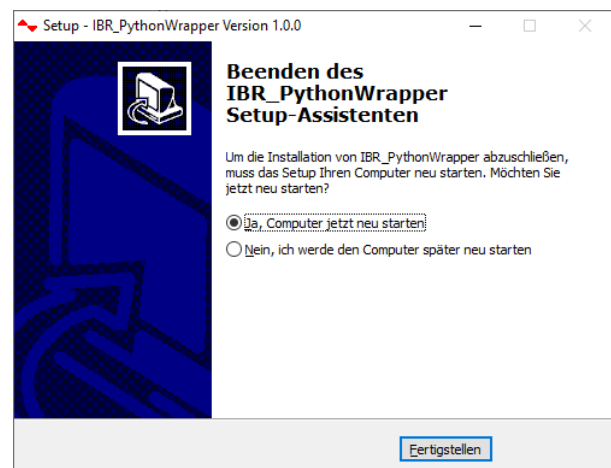 Setup - IBR_PythonWrapper Version 1.0.0
Beenden des
IBR_PythonWrapper
Setup-Assistenten
Um die Installation von IBR_PythonWrapper abzuschließen,
muss das Setup Ihren Computer neu starten. Möchten Sie
jetzt neu starten?
Ja, Computer jetzt neu starten
Nein, ich werde den Computer später neu starten
Fertigstellen